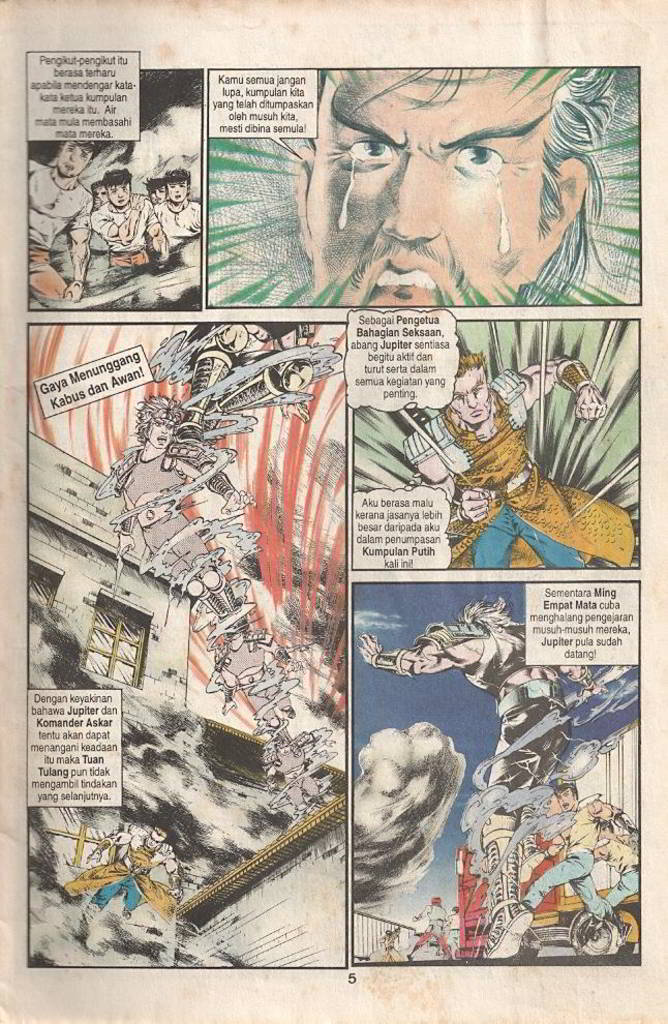 Pengikut-pengikut itu
berasa terharu
apabila mendengar kata-
kata ketua kumpulan
mereka itu. Air
mata mula membasahi
mata mereka.
Kamu semua jangan
lupa, kumpulan kita
yang telah ditumpaskan
oleh musuh kita,
mesti dibina semula!
Gaya Menunggang
Kabus dan Awan!
Sebagai Pengetua
Bahagian Seksaan,
abang Jupiter sentiasa
begitu aktif dan
turut serta dalam
semua kegiatan yang
penting.
Aku berasa malu
kerana jasanya lebih
besar daripada aku
dalam penumpasan
Kumpulan Putih
kali ini!
Dengan keyakinan
bahawa Jupiter dan
Komander Askar
tentu akan dapat
menangani keadaan
itu maka Tuan
Tulang pun tidak
mengambil tindakan
yang selanjutnya.
Sementara Ming
Empat Mata cuba
menghalang pengejaran
musuh-musuh mereka,
Jupiter pula sudah
datang!
5